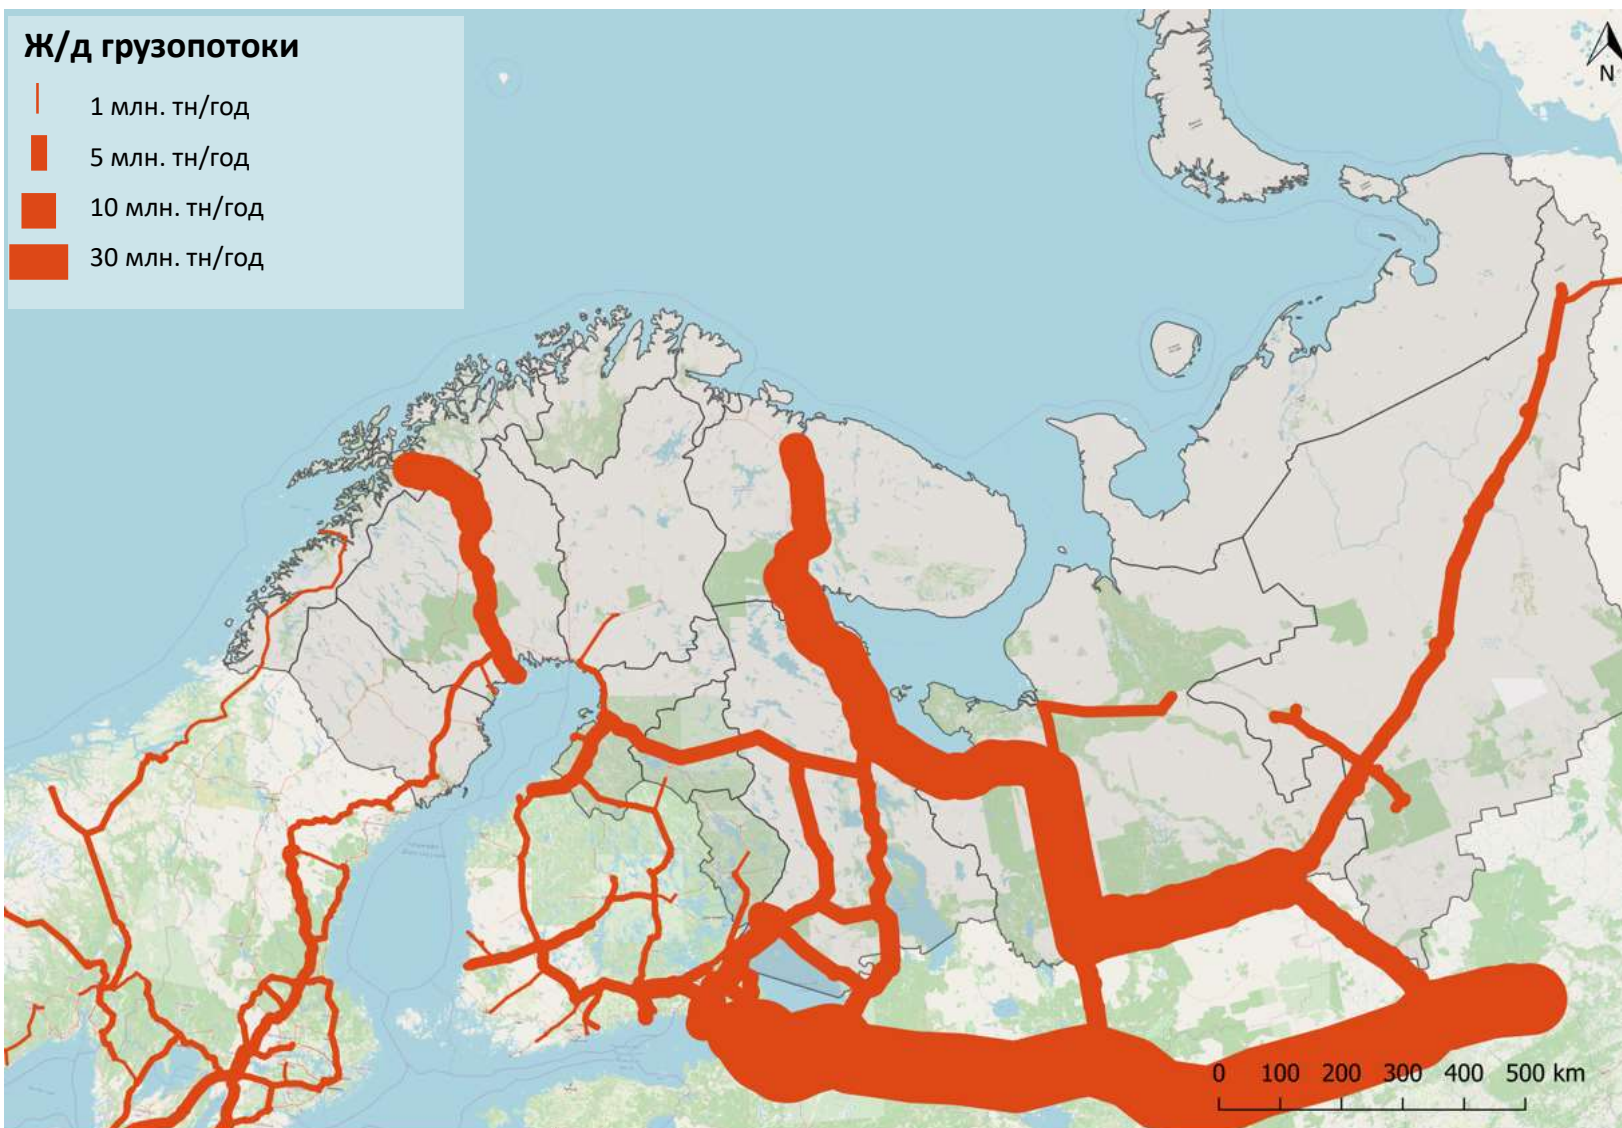 Ж/д грузопотоки
1 млн. тн/год
5 млн. тн/год
10 млн. тн/год
30 млн. тн/год
N
0 100 200 300 400 500 km